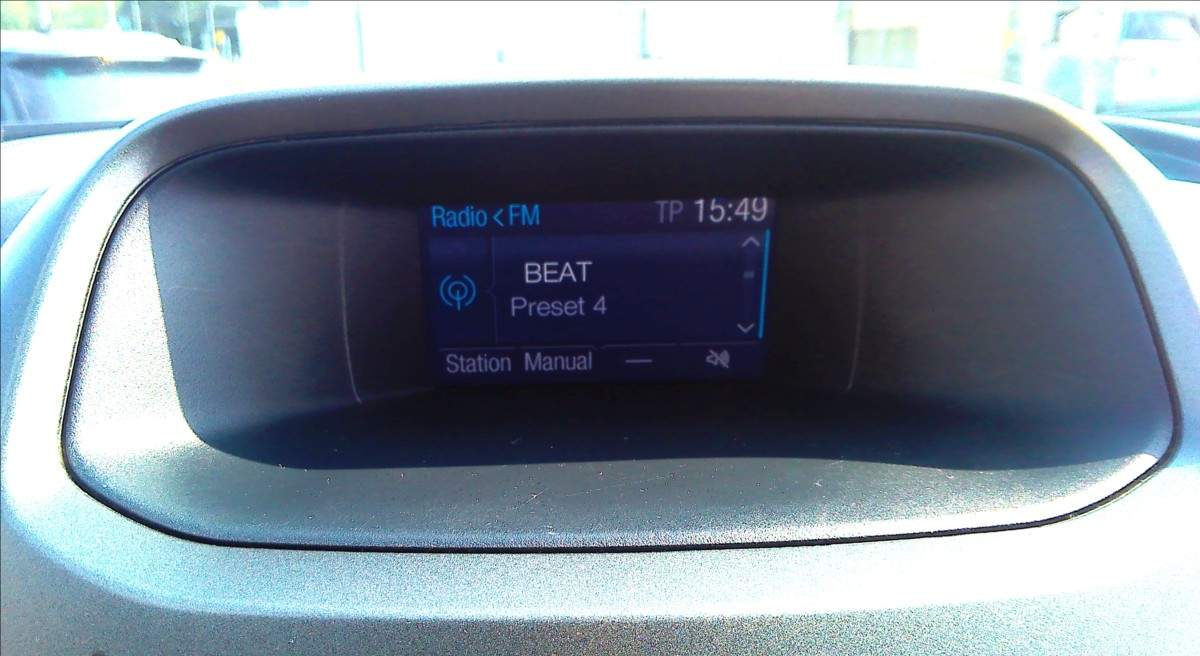 Radio < FM TP 15:49
BEAT
Preset 4
Station Manual —